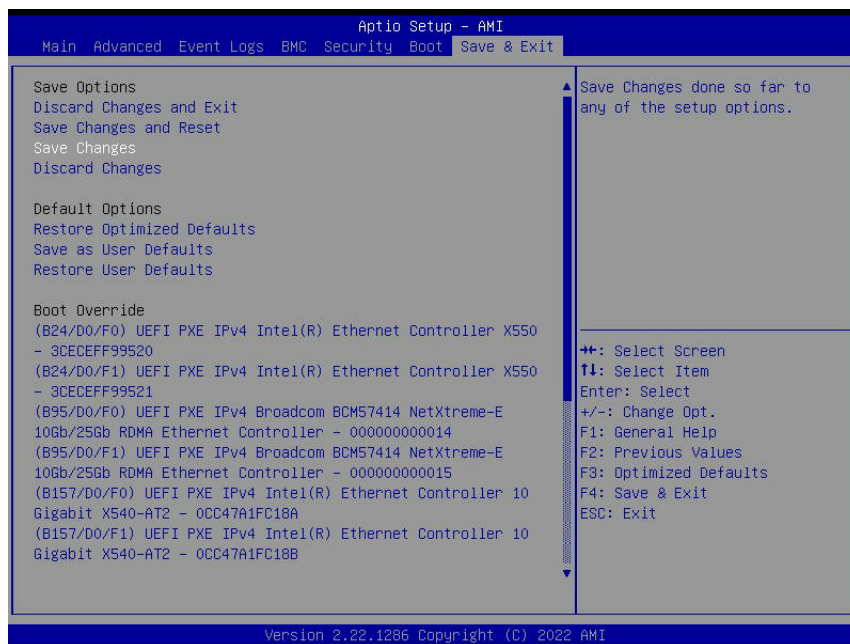 Aptio Setup – AMI
Main Advanced Event Logs BMC Security Boot Save & Exit
Save Options
Discard Changes and Exit
Save Changes and Reset
Save Changes
Discard Changes
Default Options
Restore Optimized Defaults
Save as User Defaults
Restore User Defaults
Boot Override
(B24/D0/F0) UEFI PXE IPv4 Intel(R) Ethernet Controller X550
– 3CECEFF99520
(B24/D0/F1) UEFI PXE IPv4 Intel(R) Ethernet Controller X550
– 3CECEFF99521
(B95/D0/F0) UEFI PXE IPv4 Broadcom BCM57414 NetXtreme-E
10Gb/25Gb RDMA Ethernet Controller – 000000000014
(B95/D0/F1) UEFI PXE IPv4 Broadcom BCM57414 NetXtreme-E
10Gb/25Gb RDMA Ethernet Controller – 000000000015
(B157/D0/F0) UEFI PXE IPv4 Intel(R) Ethernet Controller 10
Gigabit X540-AT2 – 0CC47A1FC18A
(B157/D0/F1) UEFI PXE IPv4 Intel(R) Ethernet Controller 10
Gigabit X540-AT2 – 0CC47A1FC18B
Save Changes done so far to
any of the setup options.
→←: Select Screen
↑↓: Select Item
Enter: Select
+/-: Change Opt.
F1: General Help
F2: Previous Values
F3: Optimized Defaults
F4: Save & Exit
ESC: Exit
Version 2.22.1286 Copyright (C) 2022 AMI